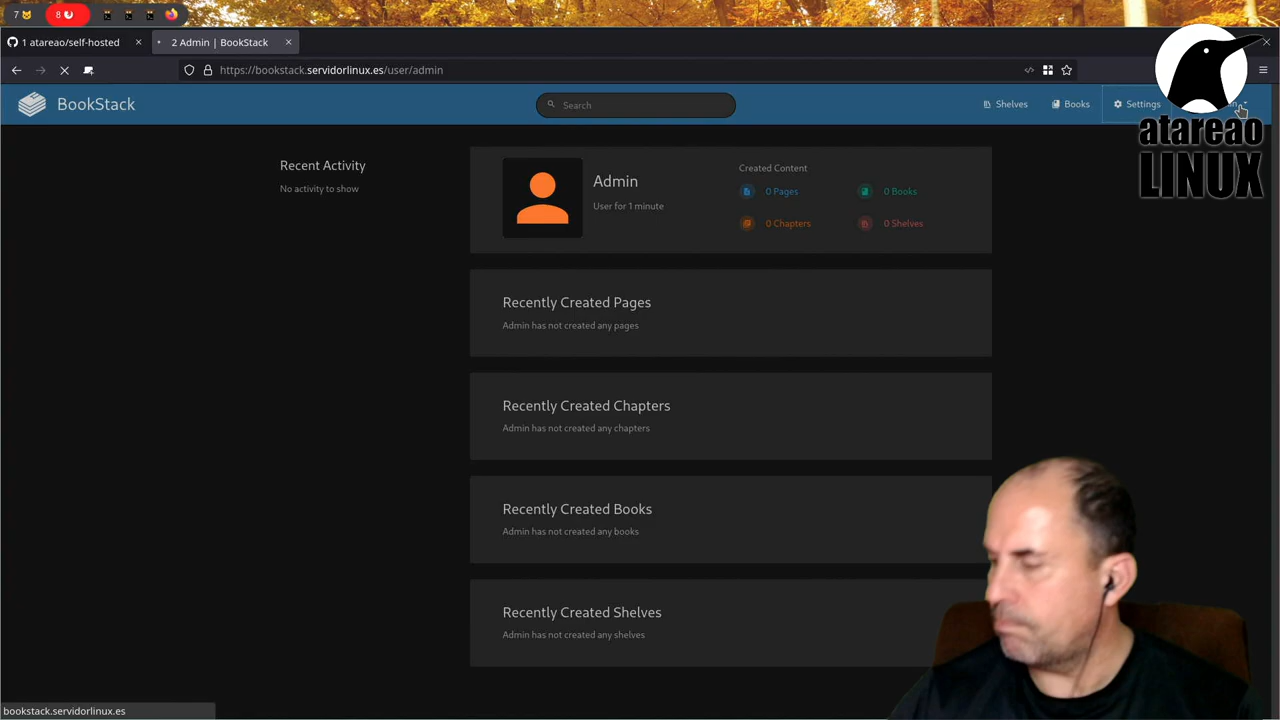 7
8
1 atareao/self-hosted
2 Admin | BookStack
https://bookstack.servidorlinux.es/user/admin
BookStack
Search
Shelves
Books
Settings
atareao
LINUX
Recent Activity
No activity to show
Admin
User for 1 minute
Created Content
0 Pages
0 Books
0 Chapters
0 Shelves
Recently Created Pages
Admin has not created any pages
Recently Created Chapters
Admin has not created any chapters
Recently Created Books
Admin has not created any books
Recently Created Shelves
Admin has not created any shelves
bookstack.servidorlinux.es